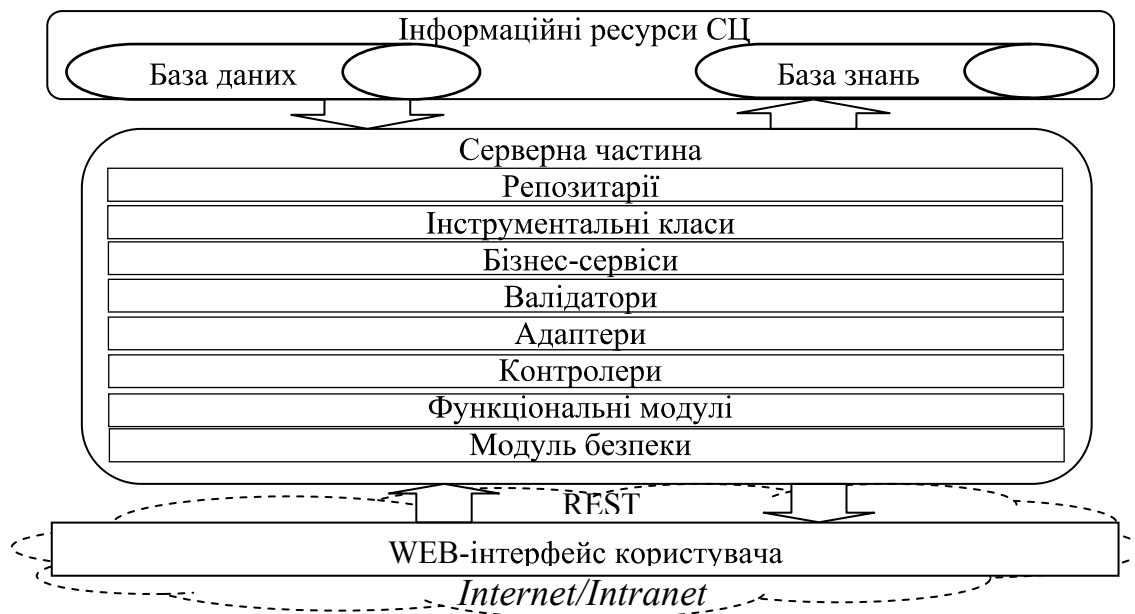 Інформаційні ресурси СЦ
База даних
База знань
Серверна частина
Репозитарії
Інструментальні класи
Бізнес-сервіси
Валідатори
Адаптери
Контролери
Функціональні модулі
Модуль безпеки
REST
WEB-інтерфейс користувача
Internet/Intranet